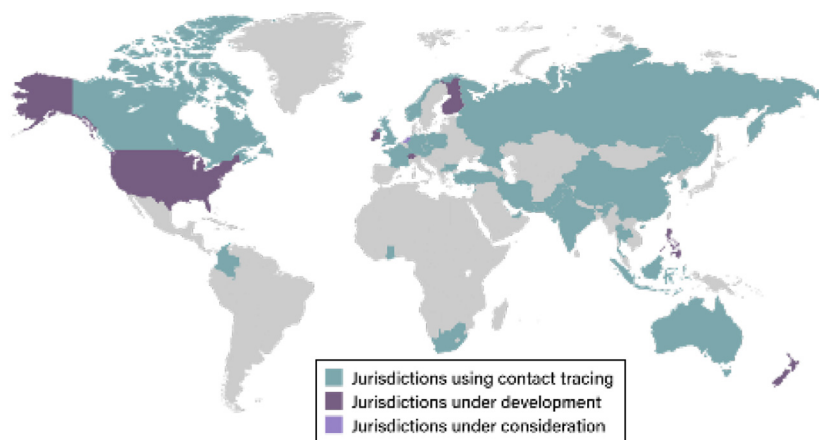 Jurisdictions using contact tracing
Jurisdictions under development
Jurisdictions under consideration